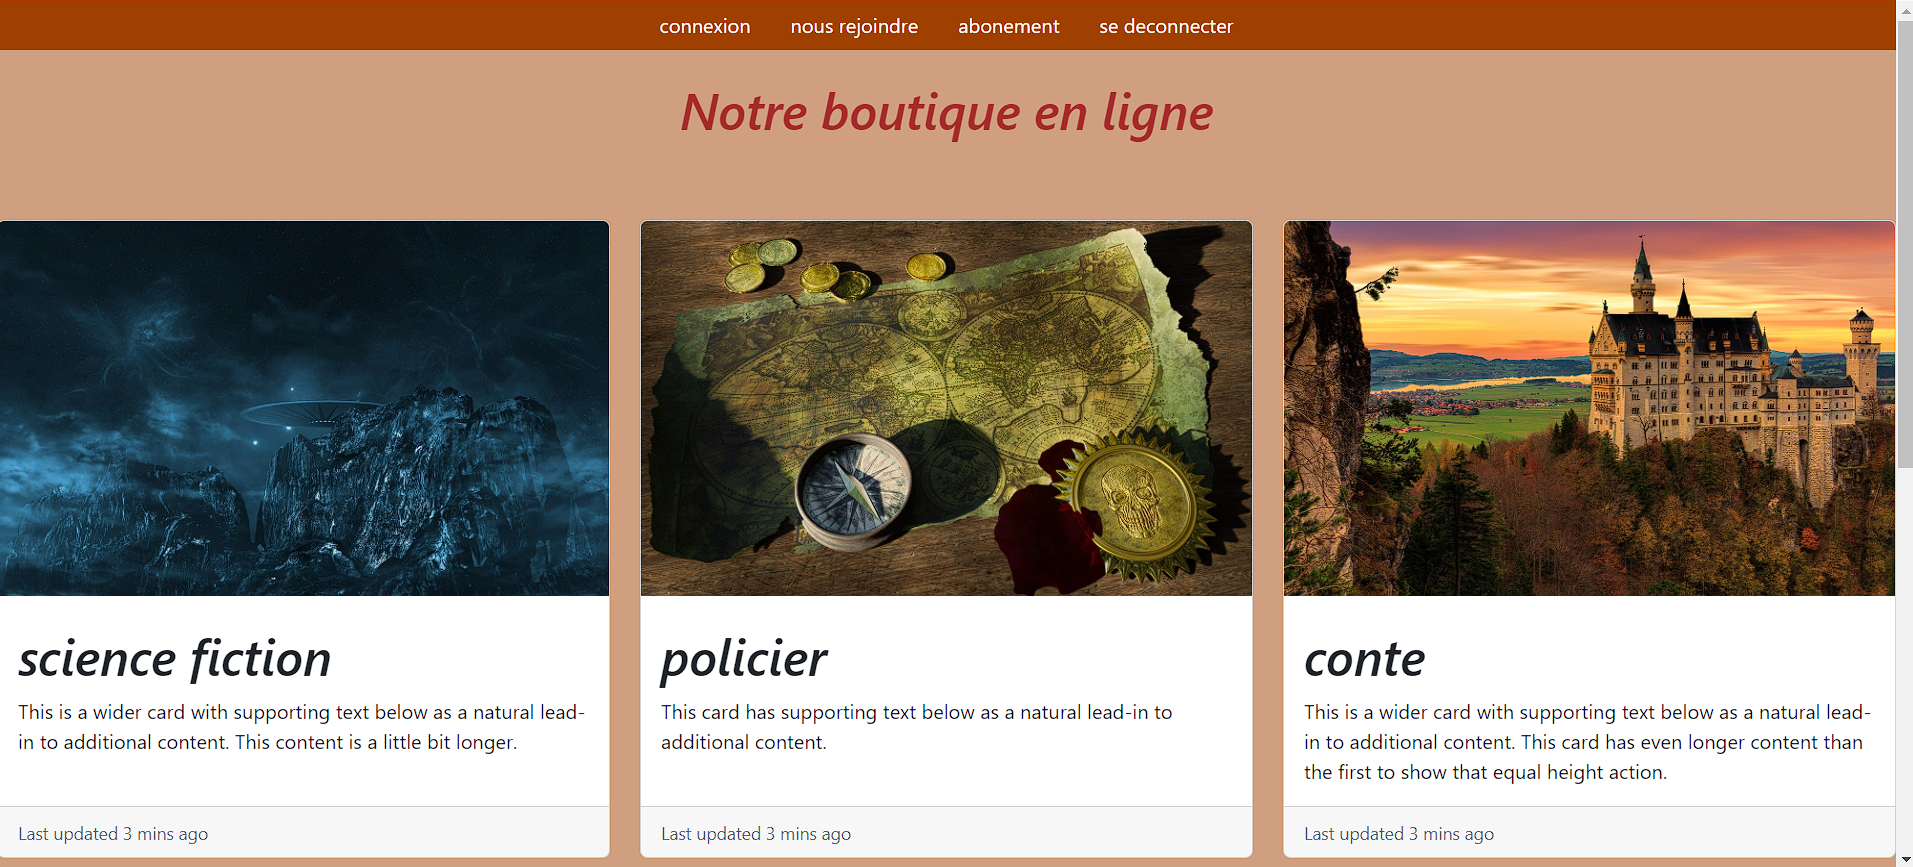 connexion nous rejoindre abonement se deconnecter
Notre boutique en ligne
science fiction
This is a wider card with supporting text below as a natural lead-
in to additional content. This content is a little bit longer.
Last updated 3 mins ago
policier
This card has supporting text below as a natural lead-in to
additional content.
Last updated 3 mins ago
conte
This is a wider card with supporting text below as a natural lead-
in to additional content. This card has even longer content than
the first to show that equal height action.
Last updated 3 mins ago